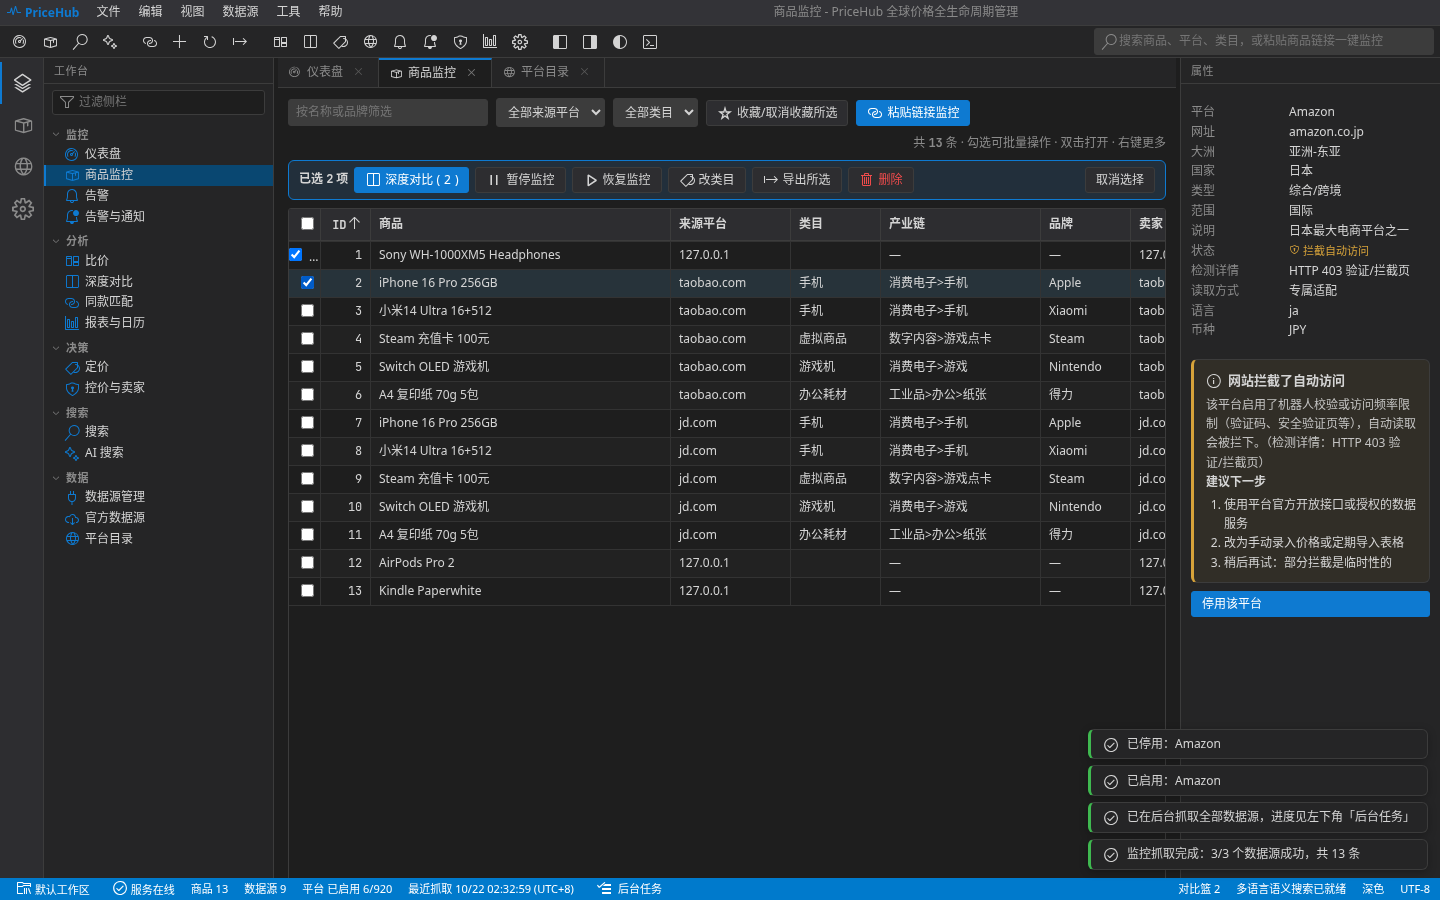 PriceHub 文件 编辑 视图 数据源 工具 帮助 商品监控 - PriceHub 全球价格全生命周期管理
搜索商品、平台、类目，或粘贴商品链接一键监控
工作台
过滤侧栏
监控
仪表盘
商品监控
告警
告警与通知
分析
比价
深度对比
同款匹配
报表与日历
决策
定价
控价与卖家
搜索
搜索
AI 搜索
数据
数据源管理
官方数据源
平台目录
仪表盘 商品监控 平台目录
按名称或品牌筛选 全部来源平台 全部类目 收藏/取消收藏所选 粘贴链接监控
共 13 条 · 勾选可批量操作 · 双击打开 · 右键更多
已选 2 项 深度对比 ( 2 ) 暂停监控 恢复监控 改类目 导出所选 删除 取消选择
ID 商品 来源平台 类目 产业链 品牌 卖家
... 1 Sony WH-1000XM5 Headphones 127.0.0.1 — — 127.0
2 iPhone 16 Pro 256GB taobao.com 手机 消费电子>手机 Apple taob
3 小米14 Ultra 16+512 taobao.com 手机 消费电子>手机 Xiaomi taob
4 Steam 充值卡 100元 taobao.com 虚拟商品 数字内容>游戏点卡 Steam taob
5 Switch OLED 游戏机 taobao.com 游戏机 消费电子>游戏 Nintendo taob
6 A4 复印纸 70g 5包 taobao.com 办公耗材 工业品>办公>纸张 得力 taob
7 iPhone 16 Pro 256GB jd.com 手机 消费电子>手机 Apple jd.co
8 小米14 Ultra 16+512 jd.com 手机 消费电子>手机 Xiaomi jd.co
9 Steam 充值卡 100元 jd.com 虚拟商品 数字内容>游戏点卡 Steam jd.co
10 Switch OLED 游戏机 jd.com 游戏机 消费电子>游戏 Nintendo jd.co
11 A4 复印纸 70g 5包 jd.com 办公耗材 工业品>办公>纸张 得力 jd.co
12 AirPods Pro 2 127.0.0.1 — — 127.0
13 Kindle Paperwhite 127.0.0.1 — — 127.0
属性
平台 Amazon
网址 amazon.co.jp
大洲 亚洲-东亚
国家 日本
类型 综合/跨境
范围 国际
说明 日本最大电商平台之一
状态 拦截自动访问
检测详情 HTTP 403 验证/拦截页
读取方式 专属适配
语言 ja
币种 JPY
网站拦截了自动访问
该平台启用了机器人校验或访问频率限
制（验证码、安全验证页等），自动读取
会被拦下。（检测详情：HTTP 403 验
证/拦截页）
建议下一步
1. 使用平台官方开放接口或授权的数据
服务
2. 改为手动录入价格或定期导入表格
3. 稍后再试：部分拦截是临时性的
停用该平台
已停用：Amazon
已启用：Amazon
已在后台抓取全部数据源，进度见左下角「后台任务」
监控抓取完成：3/3 个数据源成功，共 13 条
默认工作区 服务在线 商品 13 数据源 9 平台 已启用 6/920 最近抓取 10/22 02:32:59 (UTC+8) 后台任务 对比篮 2 多语言语义搜索已就绪 深色 UTF-8